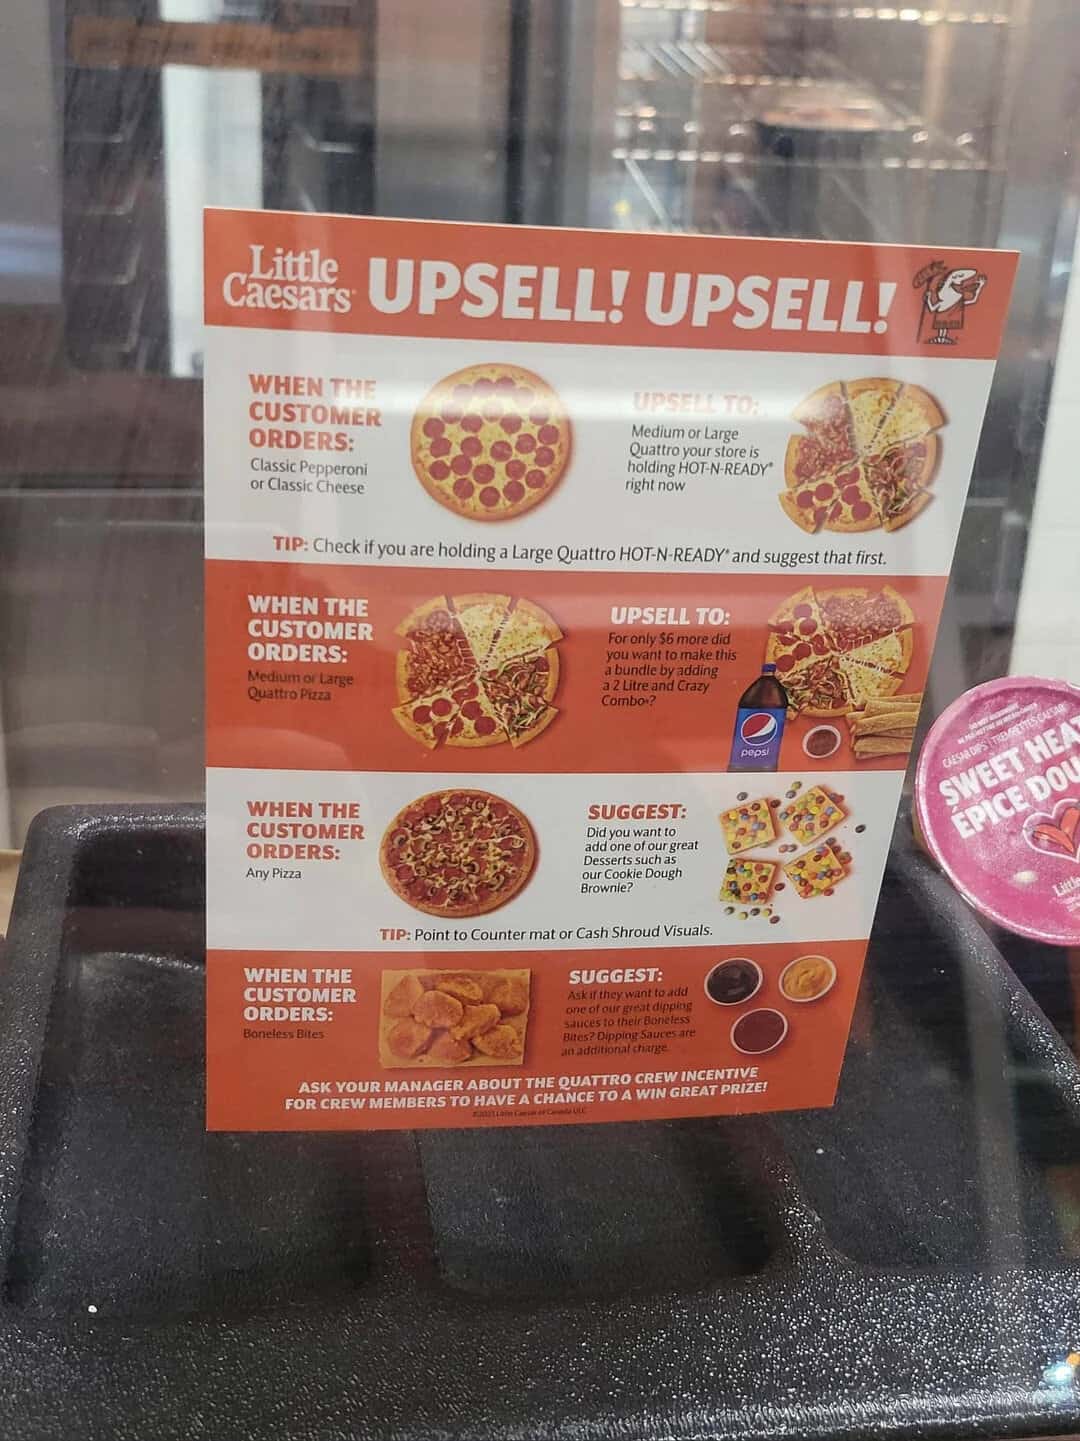 Little
Caesars
UPSELL! UPSELL!
WHEN THE
CUSTOMER
ORDERS:
Classic Pepperoni
or Classic Cheese
UPSELL TO:
Medium or Large
Quattro your store is
holding HOT-N-READY®
right now
TIP: Check if you are holding a Large Quattro HOT-N-READY® and suggest that first.
WHEN THE
CUSTOMER
ORDERS:
Medium or Large
Quattro Pizza
UPSELL TO:
For only $6 more did
you want to make this
a bundle by adding
a 2 Litre and Crazy
Combo®?
pepsi
WHEN THE
CUSTOMER
ORDERS:
Any Pizza
SUGGEST:
Did you want to
add one of our great
Desserts such as
our Cookie Dough
Brownie?
TIP: Point to Counter mat or Cash Shroud Visuals.
WHEN THE
CUSTOMER
ORDERS:
Boneless Bites
SUGGEST:
Ask if they want to add
one of our great dipping
sauces to their Boneless
Bites? Dipping Sauces are
an additional charge.
ASK YOUR MANAGER ABOUT THE QUATTRO CREW INCENTIVE
FOR CREW MEMBERS TO HAVE A CHANCE TO A WIN GREAT PRIZE!
SWEET HEAT
ÉPICE DOU
Little